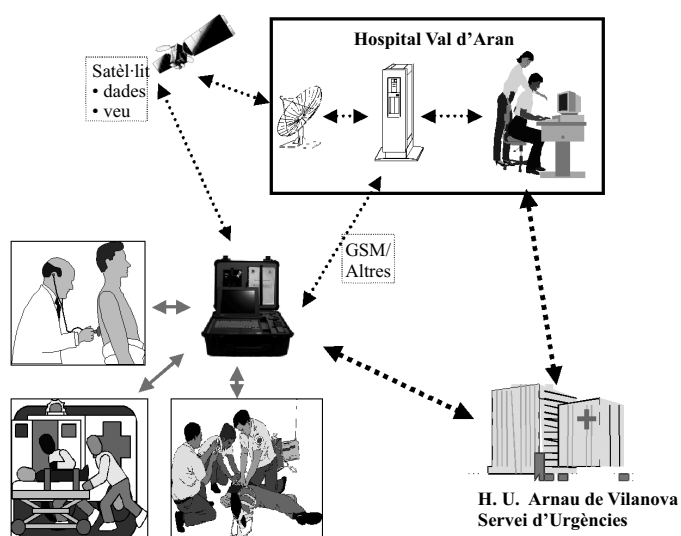 Hospital Val d’Aran
Satèl·lit
• dades
• veu
GSM/
Altres
H. U. Arnau de Vilanova
Servei d’Urgències